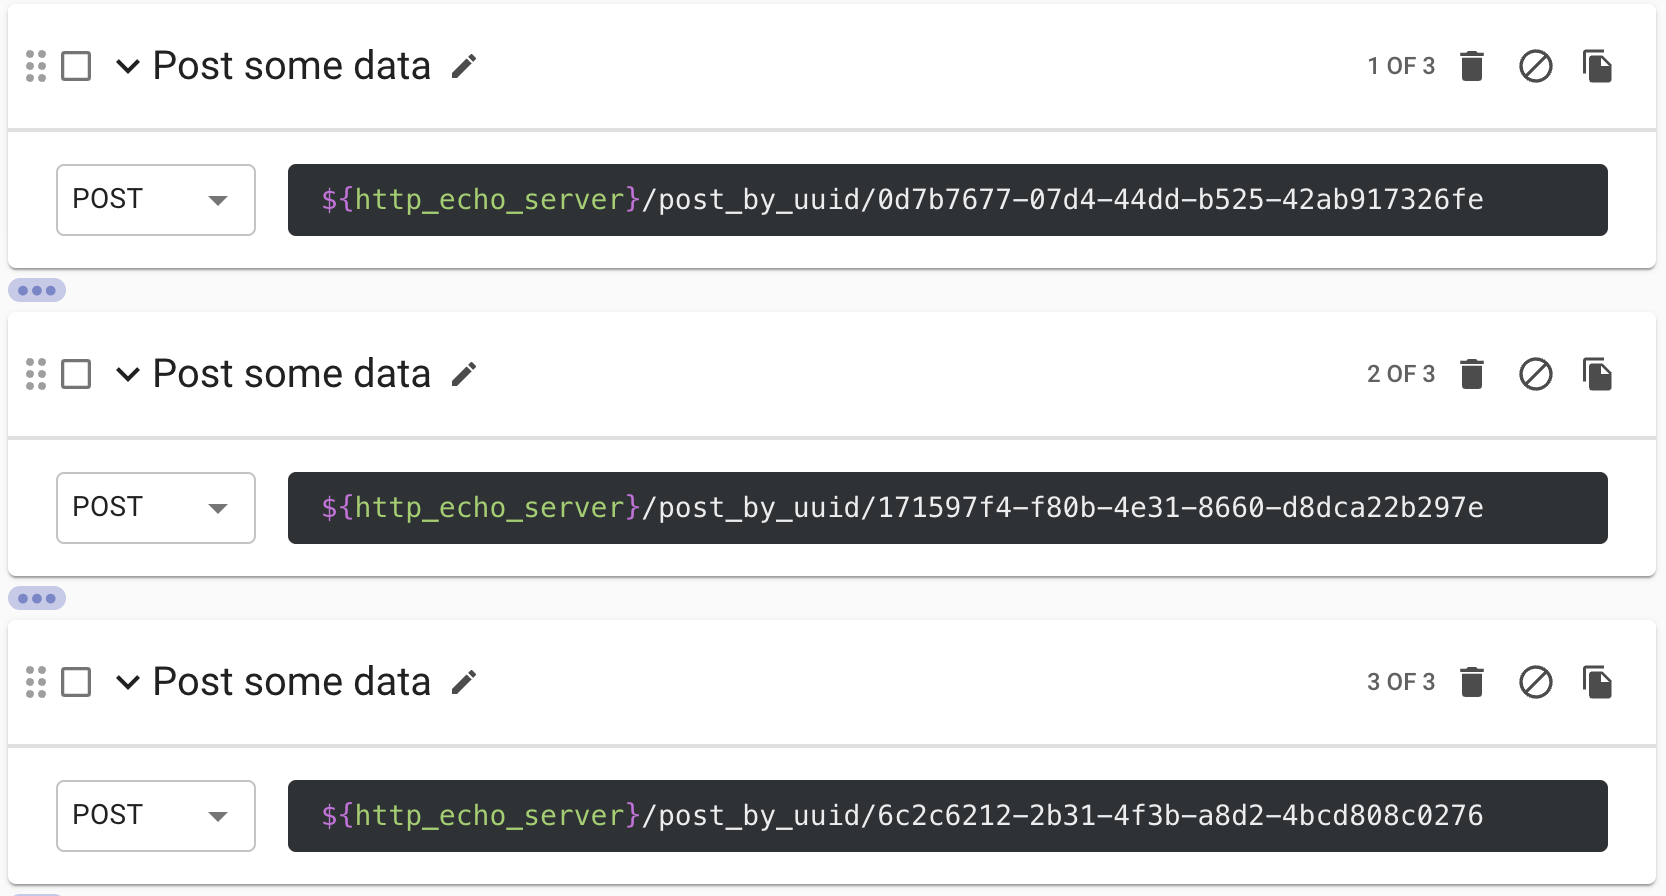 Post some data
1 OF 3
POST
${http_echo_server}/post_by_uuid/0d7b7677-07d4-44dd-b525-42ab917326fe
Post some data
2 OF 3
POST
${http_echo_server}/post_by_uuid/171597f4-f80b-4e31-8660-d8dca22b297e
Post some data
3 OF 3
POST
${http_echo_server}/post_by_uuid/6c2c6212-2b31-4f3b-a8d2-4bcd808c0276